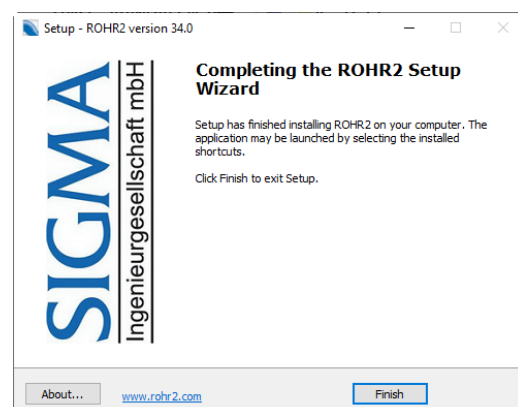 Setup - ROHR2 version 34.0
SIGMA
Ingenieurgesellschaft mbH
Completing the ROHR2 Setup
Wizard
Setup has finished installing ROHR2 on your computer. The
application may be launched by selecting the installed
shortcuts.
Click Finish to exit Setup.
About...
www.rohr2.com
Finish